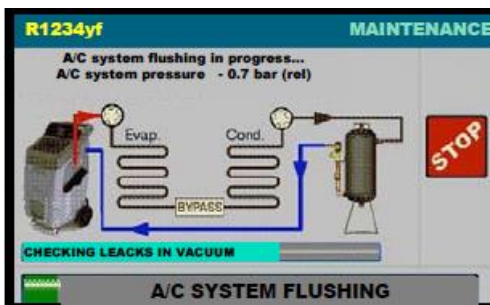 R1234yf MAINTENANCE
A/C system flushing in progress...
A/C system pressure - 0.7 bar (rel)
Evap. Cond.
STOP
BYPASS
CHECKING LEACKS IN VACUUM
A/C SYSTEM FLUSHING